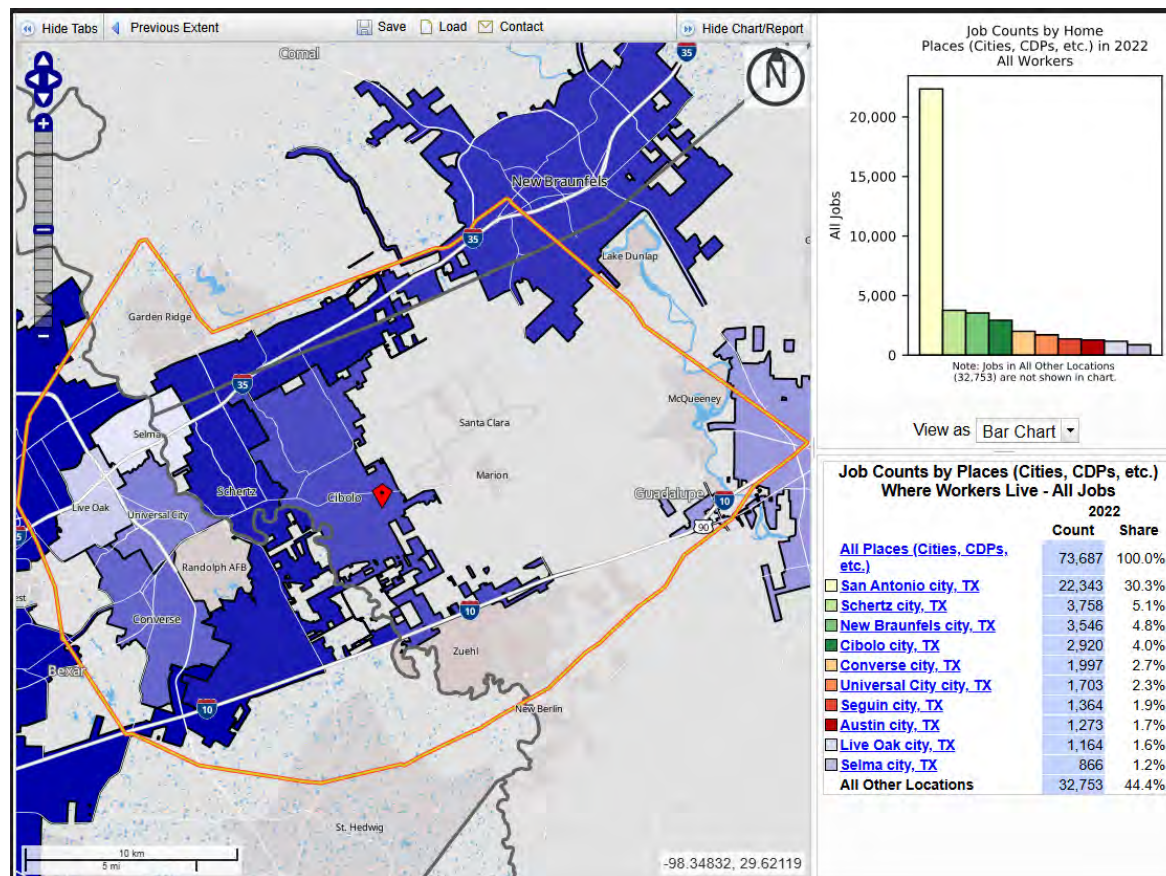 Hide Tabs
Previous Extent
Save
Load
Contact
Hide Chart/Report
Comal
35
N
New Braunfels
35
Lake Dunlap
Garden Ridge
35
McQueeney
Selma
Santa Clara
Marion
Schertz
Cibolo
Live Oak
Universal City
Guadalupe
10
90
Randolph AFB
10
Converse
Zuehl
Bexar
10
New Berlin
St. Hedwig
10 km
5 mi
-98.34832, 29.62119
Job Counts by Home
Places (Cities, CDPs, etc.) in 2022
All Workers
All Jobs
20,000
15,000
10,000
5,000
0
Note: Jobs in All Other Locations
(32,753) are not shown in chart.
View as Bar Chart
Job Counts by Places (Cities, CDPs, etc.)
Where Workers Live - All Jobs
2022
Count Share
All Places (Cities, CDPs,
etc.) 73,687 100.0%
San Antonio city, TX 22,343 30.3%
Schertz city, TX 3,758 5.1%
New Braunfels city, TX 3,546 4.8%
Cibolo city, TX 2,920 4.0%
Converse city, TX 1,997 2.7%
Universal City city, TX 1,703 2.3%
Seguin city, TX 1,364 1.9%
Austin city, TX 1,273 1.7%
Live Oak city, TX 1,164 1.6%
Selma city, TX 866 1.2%
All Other Locations 32,753 44.4%